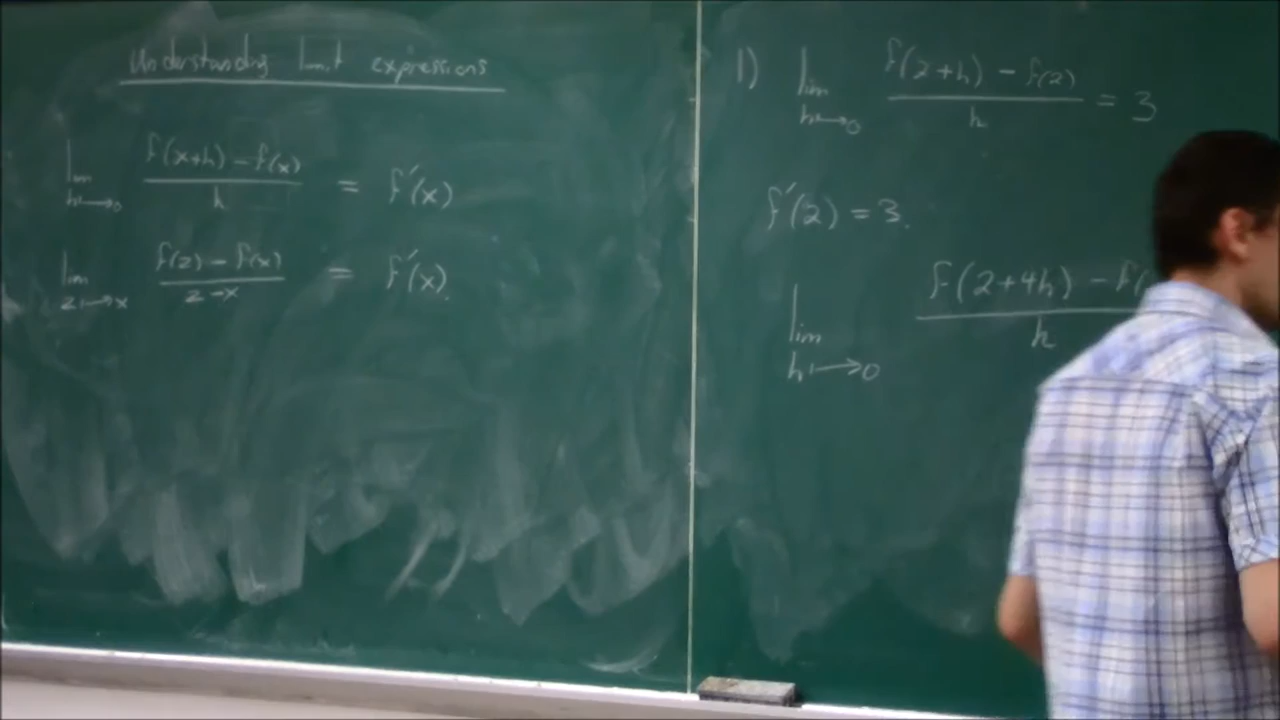 Understanding limit expressions
lim h→0 f(x+h) - f(x) / h = f'(x)
lim z→x f(z) - f(x) / z-x = f'(x).
1) lim h→0 f(2+h) - f(2) / h = 3
f'(2) = 3.
lim h→0 f(2+4h) - f( / h